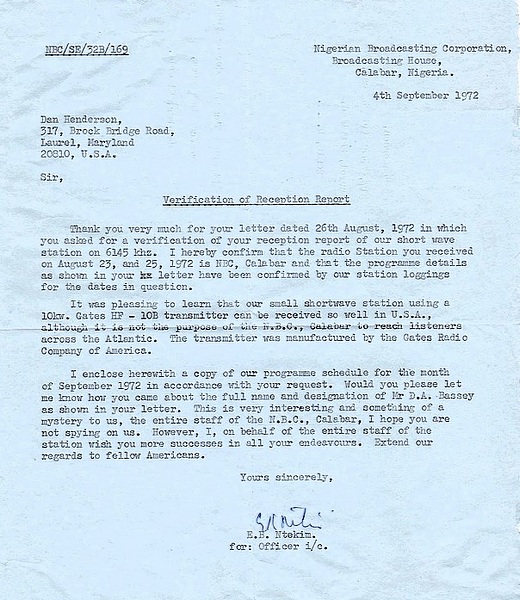 NBC/SE/32B/169
Nigerian Broadcasting Corporation,
Broadcasting House,
Calabar, Nigeria.
4th September 1972
Dan Henderson,
317, Brock Bridge Road,
Laurel, Maryland
20810, U.S.A.
Sir,
Verification of Reception Report
Thank you very much for your letter dated 26th August, 1972 in which
you asked for a verification of your reception report of our short wave
station on 6145 khz. I hereby confirm that the radio Station you received
on August 23, and 25, 1972 is NBC, Calabar and that the programme details
as shown in your hx letter have been confirmed by our station loggings
for the dates in question.
It was pleasing to learn that our small shortwave station using a
10kw. Gates HF - 10B transmitter can be received so well in U.S.A.,
although it is not the purpose of the N.B.C., Calabar to reach listeners
across the Atlantic. The transmitter was manufactured by the Gates Radio
Company of America.
I enclose herewith a copy of our programme schedule for the month
of September 1972 in accordance with your request. Would you please let
me know how you came about the full name and designation of Mr D.A. Bassey
as shown in your letter. This is very interesting and something of a
mystery to us, the entire staff of the N.B.C., Calabar, I hope you are
not spying on us. However, I, on behalf of the entire staff of the
station wish you more successes in all your endeavours. Extend our
regards to fellow Americans.
Yours sincerely,
E.B. Ntekim.
for: Officer i/c.